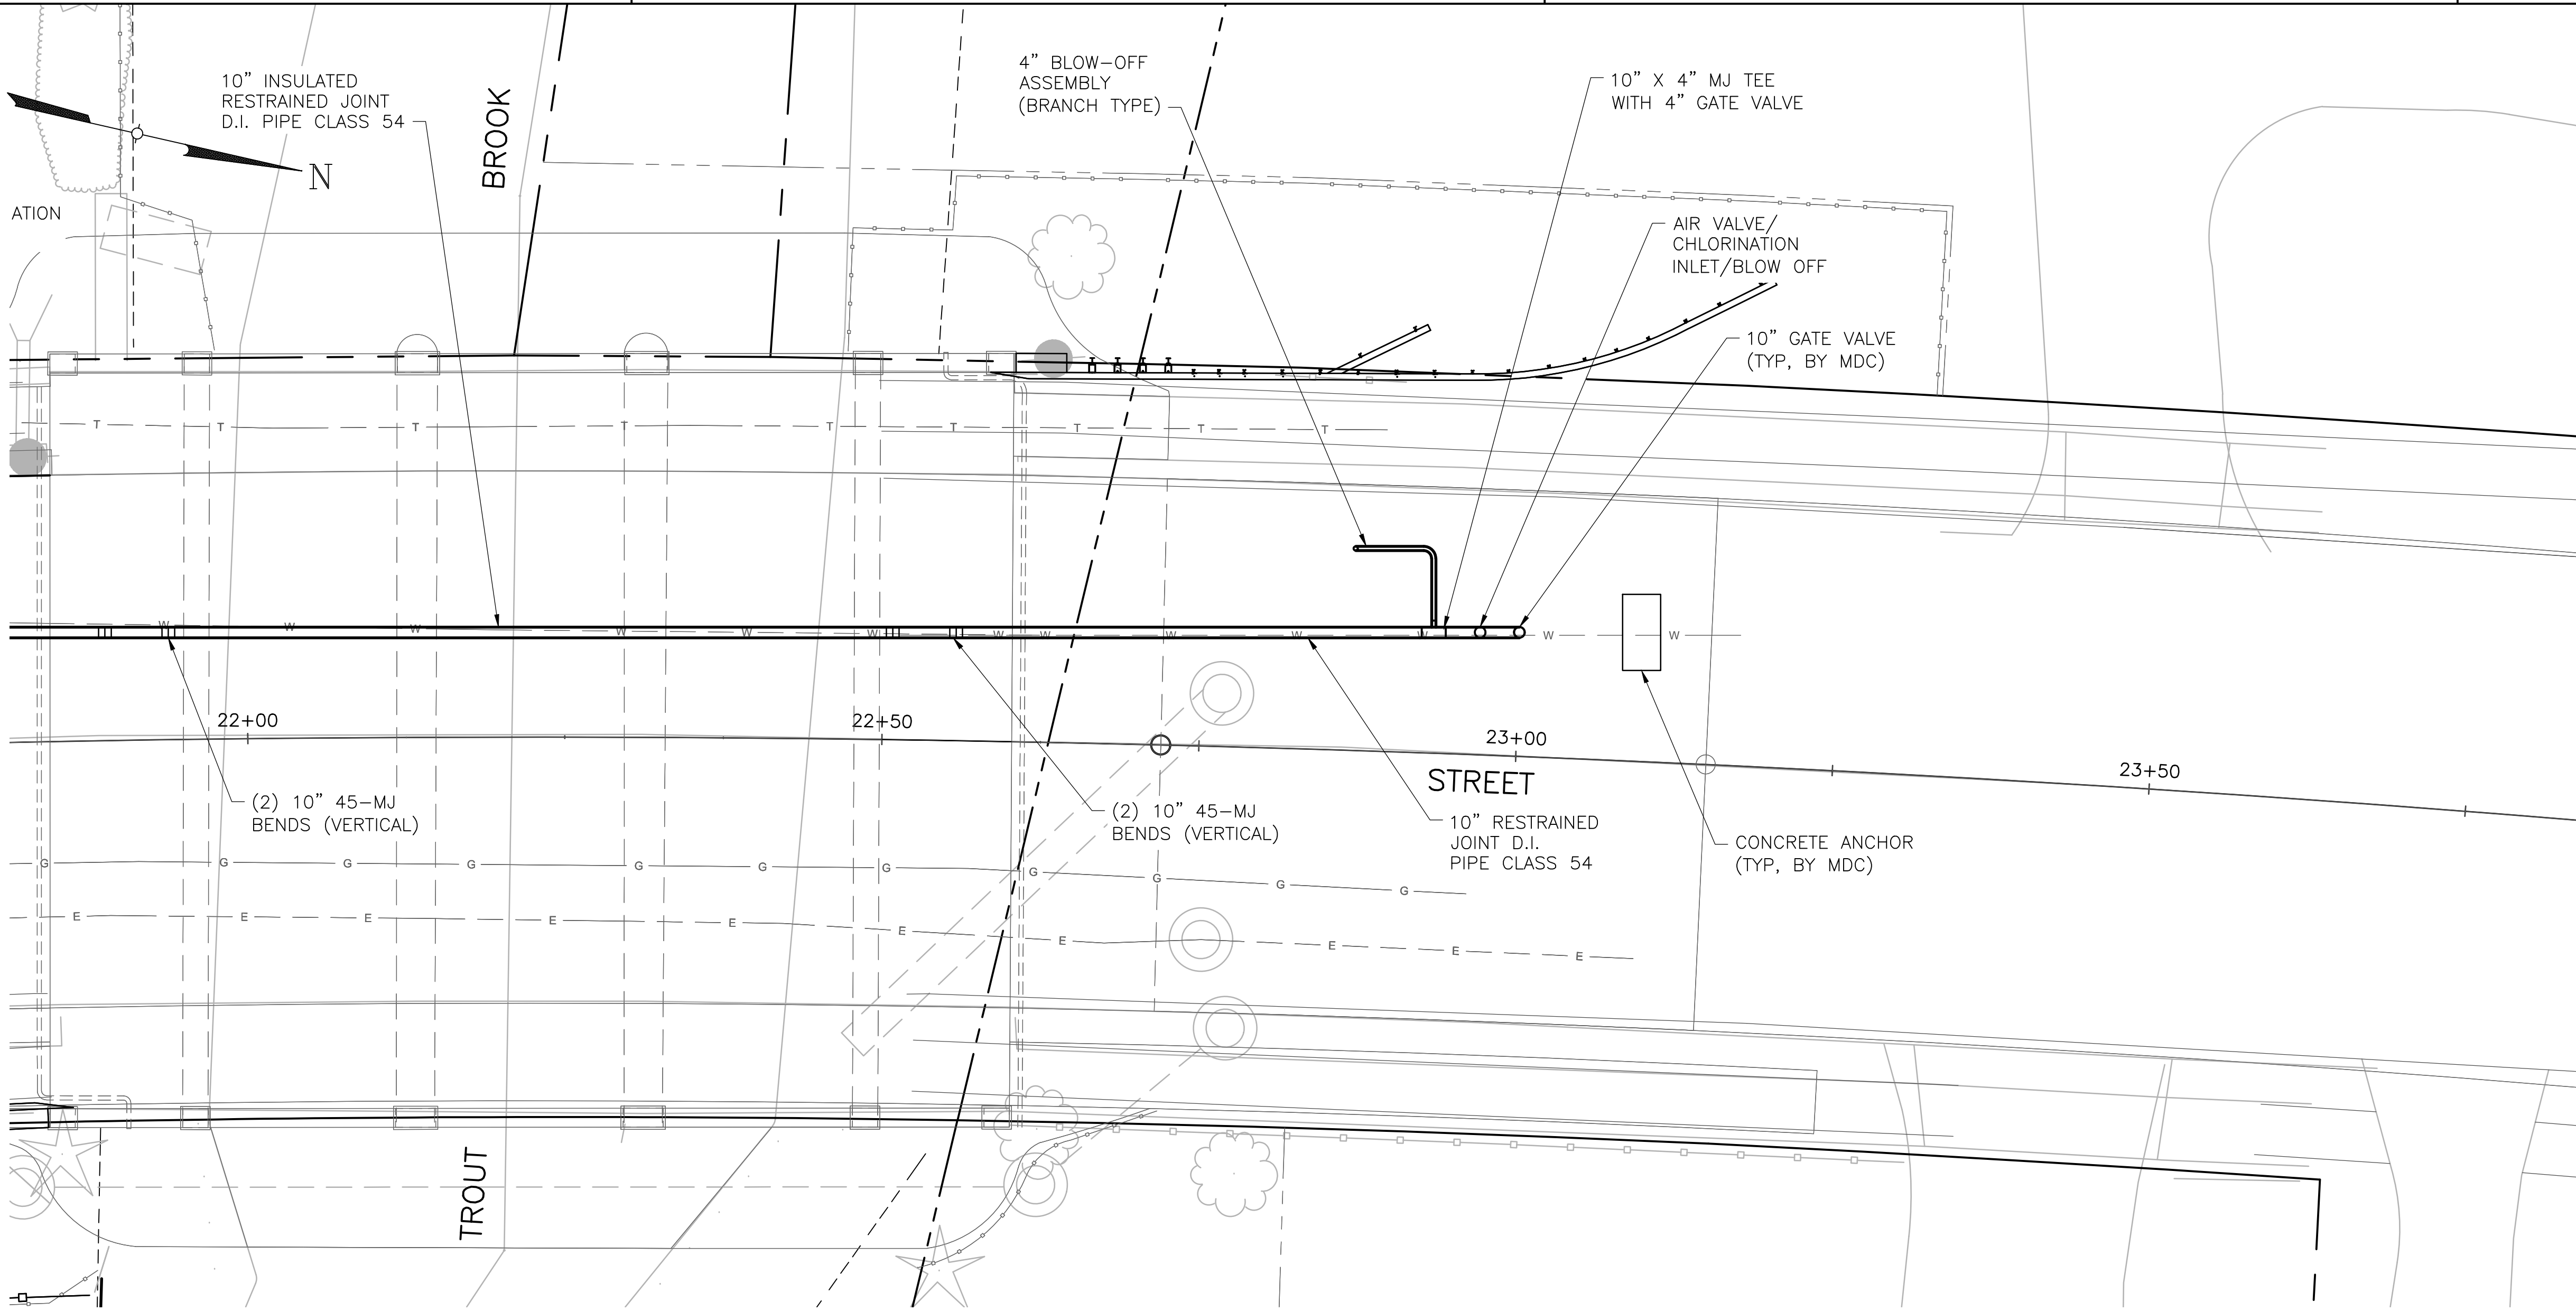 10” INSULATED
RESTRAINED JOINT
D.I. PIPE CLASS 54
BROOK
4” BLOW-OFF
ASSEMBLY
(BRANCH TYPE)
10” X 4” MJ TEE
WITH 4” GATE VALVE
N
ATION
AIR VALVE/
CHLORINATION
INLET/BLOW OFF
10” GATE VALVE
(TYP, BY MDC)
T T T T T T T T T T T
W W W W W W W W W W W W W W
22+00
22+50
23+00
23+50
STREET
(2) 10” 45-MJ
BENDS (VERTICAL)
(2) 10” 45-MJ
BENDS (VERTICAL)
10” RESTRAINED
JOINT D.I.
PIPE CLASS 54
CONCRETE ANCHOR
(TYP, BY MDC)
G G G G G G G G G G G
E E E E E E E E E E
TROUT